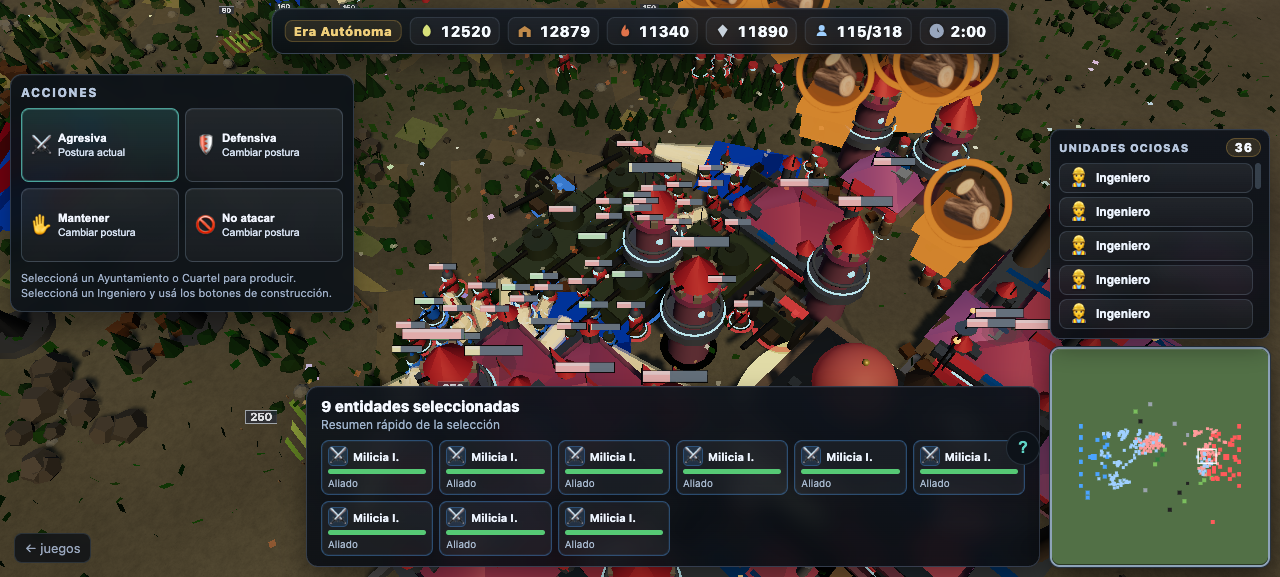 80
160
150
Era Autónoma
12520
12879
11340
11890
115/318
2:00
ACCIONES
Agresiva
Postura actual
Defensiva
Cambiar postura
Mantener
Cambiar postura
No atacar
Cambiar postura
Seleccioná un Ayuntamiento o Cuartel para producir.
Seleccioná un Ingeniero y usá los botones de construcción.
UNIDADES OCIOSAS
36
Ingeniero
Ingeniero
Ingeniero
Ingeniero
Ingeniero
250
9 entidades seleccionadas
Resumen rápido de la selección
?
Milicia I.
Aliado
Milicia I.
Aliado
Milicia I.
Aliado
Milicia I.
Aliado
Milicia I.
Aliado
Milicia I.
Aliado
Milicia I.
Aliado
Milicia I.
Aliado
Milicia I.
Aliado
← juegos